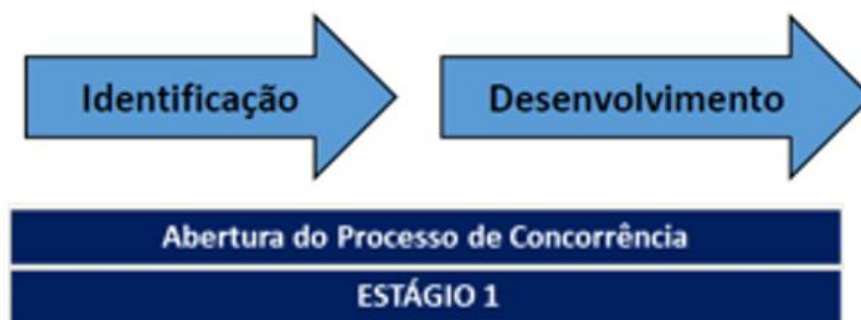 Identificação
Desenvolvimento
Abertura do Processo de Concorrência
ESTÁGIO 1